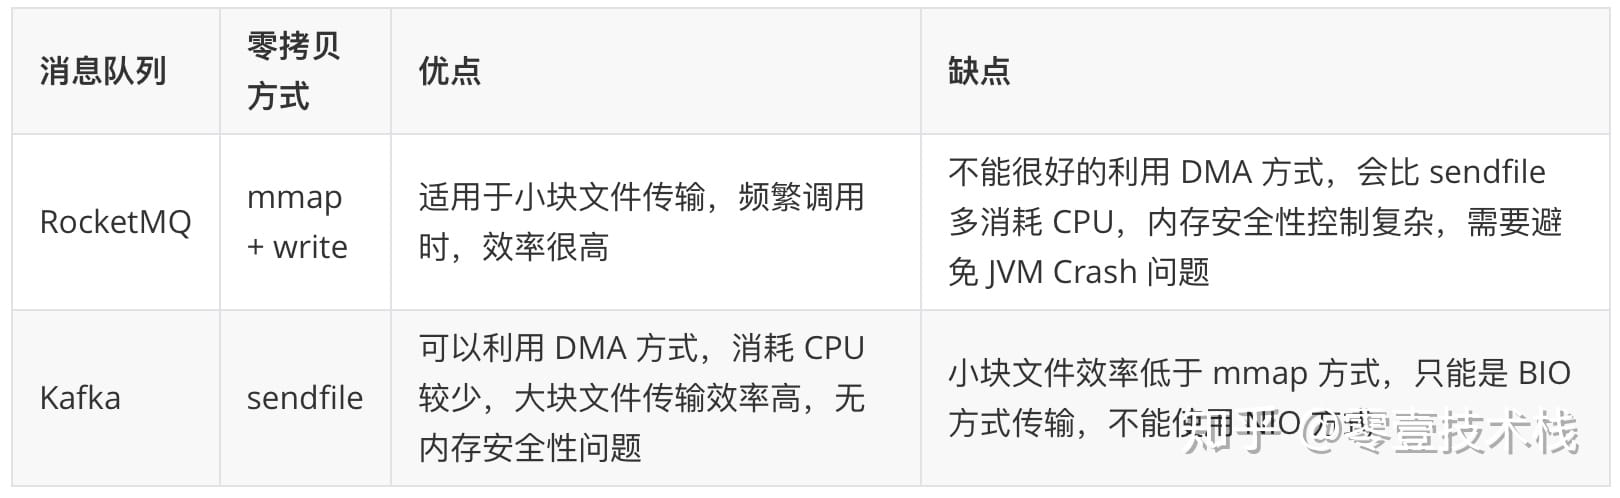 消息队列
零拷贝
方式
优点
缺点
RocketMQ
mmap
+ write
适用于小块文件传输，频繁调用
时，效率很高
不能很好的利用 DMA 方式，会比 sendfile
多消耗 CPU，内存安全性控制复杂，需要避
免 JVM Crash 问题
Kafka
sendfile
可以利用 DMA 方式，消耗 CPU
较少，大块文件传输效率高，无
内存安全性问题
小块文件效率低于 mmap 方式，只能是 BIO
方式传输，不能使用 NIO 方式
知乎 @零壹技术栈